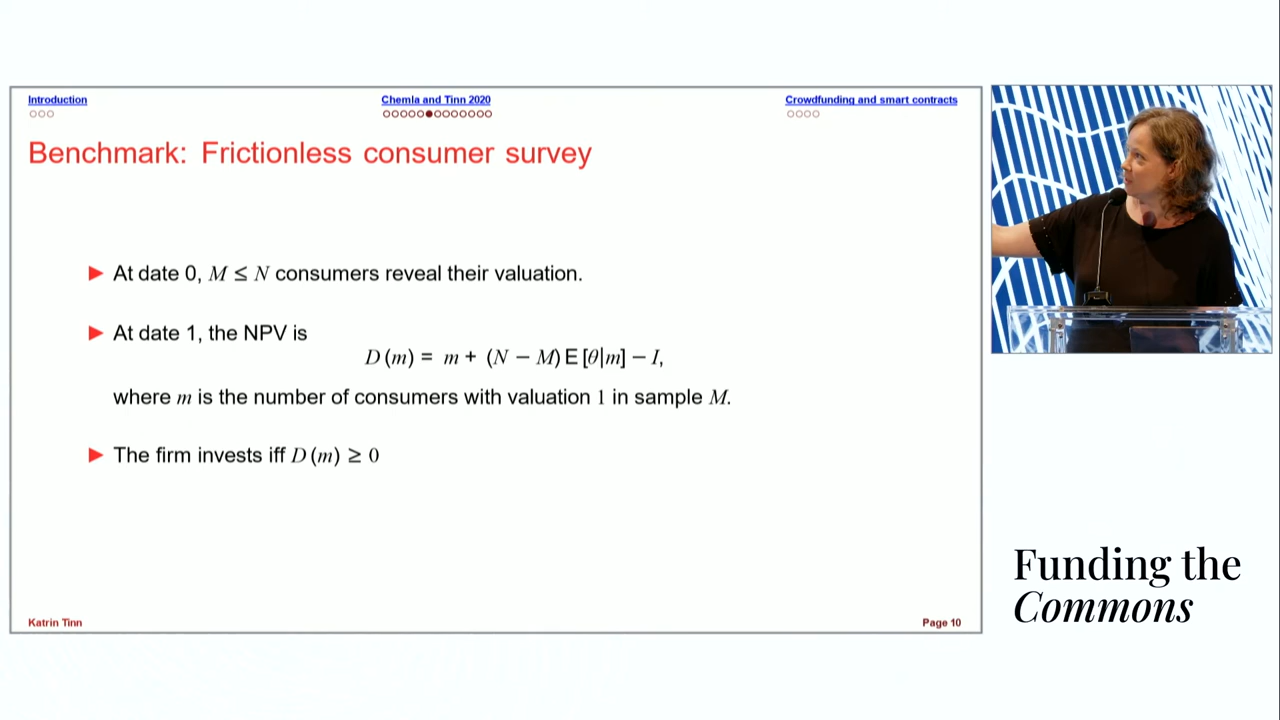 Introduction
Chemla and Tinn 2020
Crowdfunding and smart contracts
Benchmark: Frictionless consumer survey
At date 0, M ≤ N consumers reveal their valuation.
At date 1, the NPV is
D (m) = m + (N − M) E [θ|m] − I,
where m is the number of consumers with valuation 1 in sample M.
The firm invests iff D (m) ≥ 0
Katrin Tinn
Page 10
Funding the
Commons